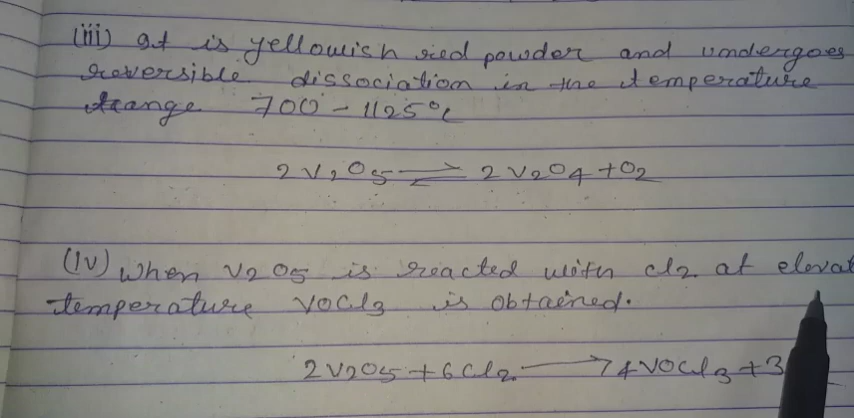 (iii) It is yellowish red powder and undergoes
reversible dissociation in the temperature
range 700 - 1125°C
2V2O5 ⇌ 2V2O4 + O2
(iv) When V2O5 is reacted with Cl2 at elevat
temperature VOCl3 is obtained.
2V2O5 + 6Cl2 ⟶ 4VOCl3 + 3